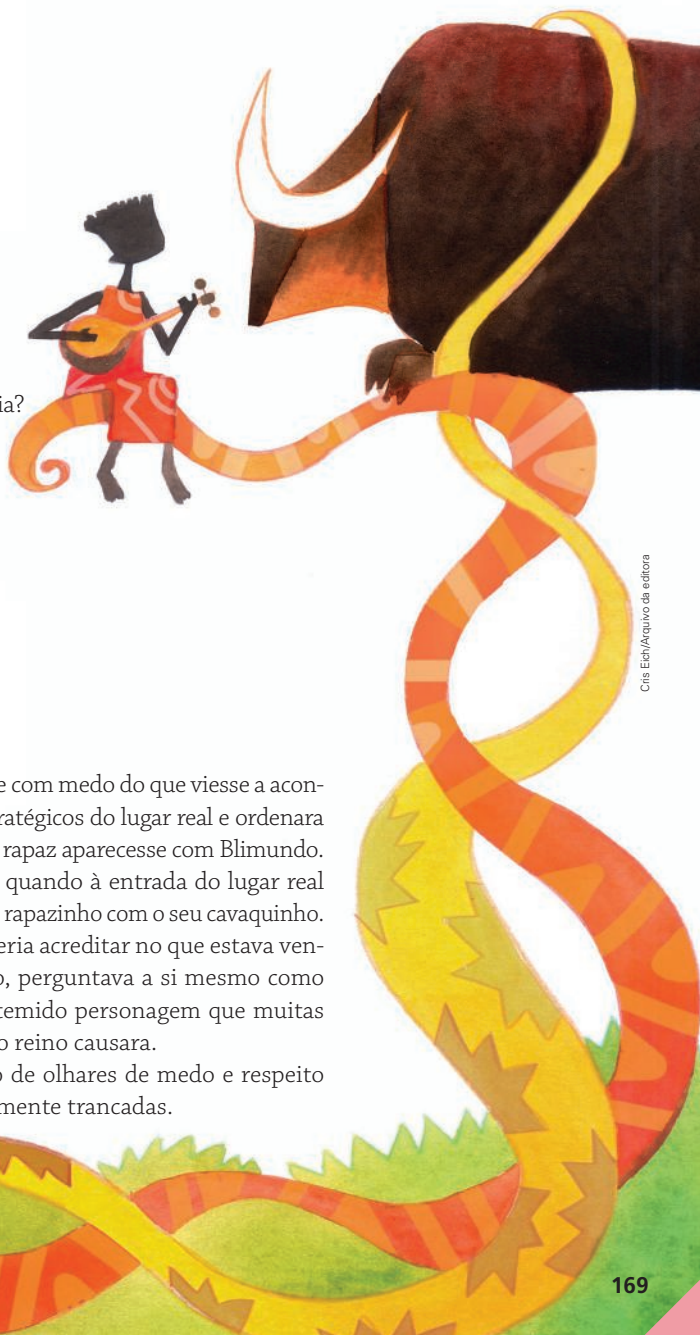 ia?
Cris Eich/Arquivo da editora
e com medo do que viesse a acon-
ratégicos do lugar real e ordenara
rapaz aparecesse com Blimundo.
quando à entrada do lugar real
rapazinho com o seu cavaquinho.
eria acreditar no que estava ven-
o, perguntava a si mesmo como
temido personagem que muitas
o reino causara.
o de olhares de medo e respeito
mente trancadas.
169